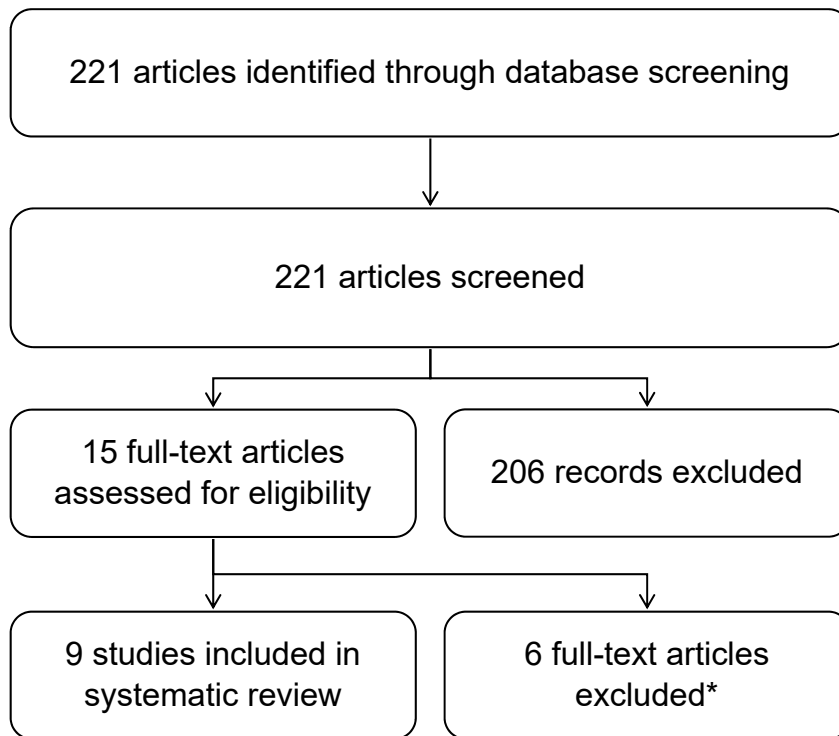 221 articles identified through database screening
221 articles screened
15 full-text articles
assessed for eligibility
206 records excluded
9 studies included in
systematic review
6 full-text articles
excluded*